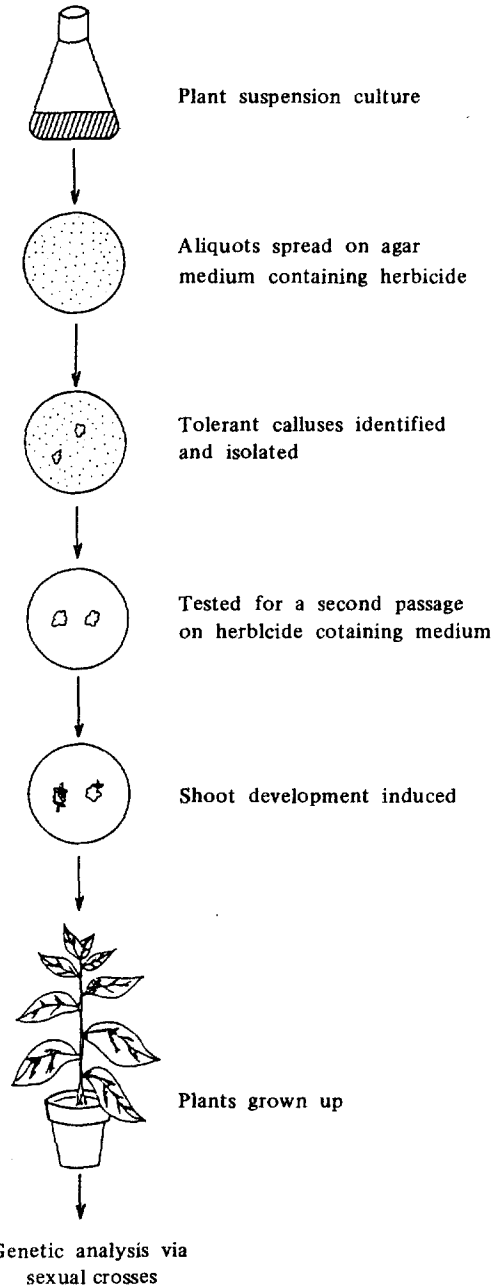 Plant suspension culture
Aliquots spread on agar
medium containing herbicide
Tolerant calluses identified
and isolated
Tested for a second passage
on herblcide cotaining medium
Shoot development induced
Plants grown up
Genetic analysis via
sexual crosses